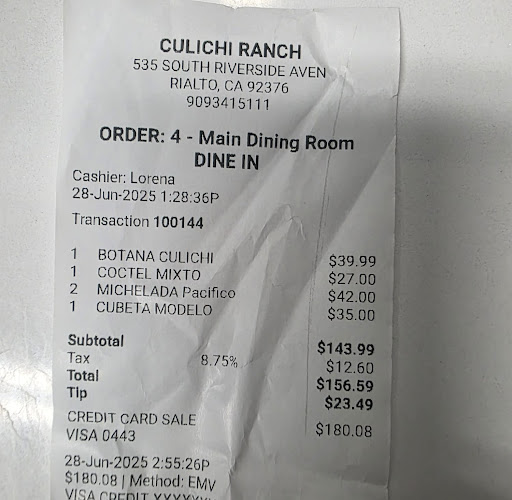 CULICHI RANCH
535 SOUTH RIVERSIDE AVEN
RIALTO, CA 92376
9093415111
ORDER: 4 - Main Dining Room
DINE IN
Cashier: Lorena
28-Jun-2025 1:28:36P
Transaction 100144
1 BOTANA CULICHI $39.99
1 COCTEL MIXTO $27.00
2 MICHELADA Pacifico $42.00
1 CUBETA MODELO $35.00
Subtotal $143.99
Tax 8.75% $12.60
Total $156.59
Tip $23.49
CREDIT CARD SALE $180.08
VISA 0443
28-Jun-2025 2:55:26P
$180.08 | Method: EMV
VISA CREDIT